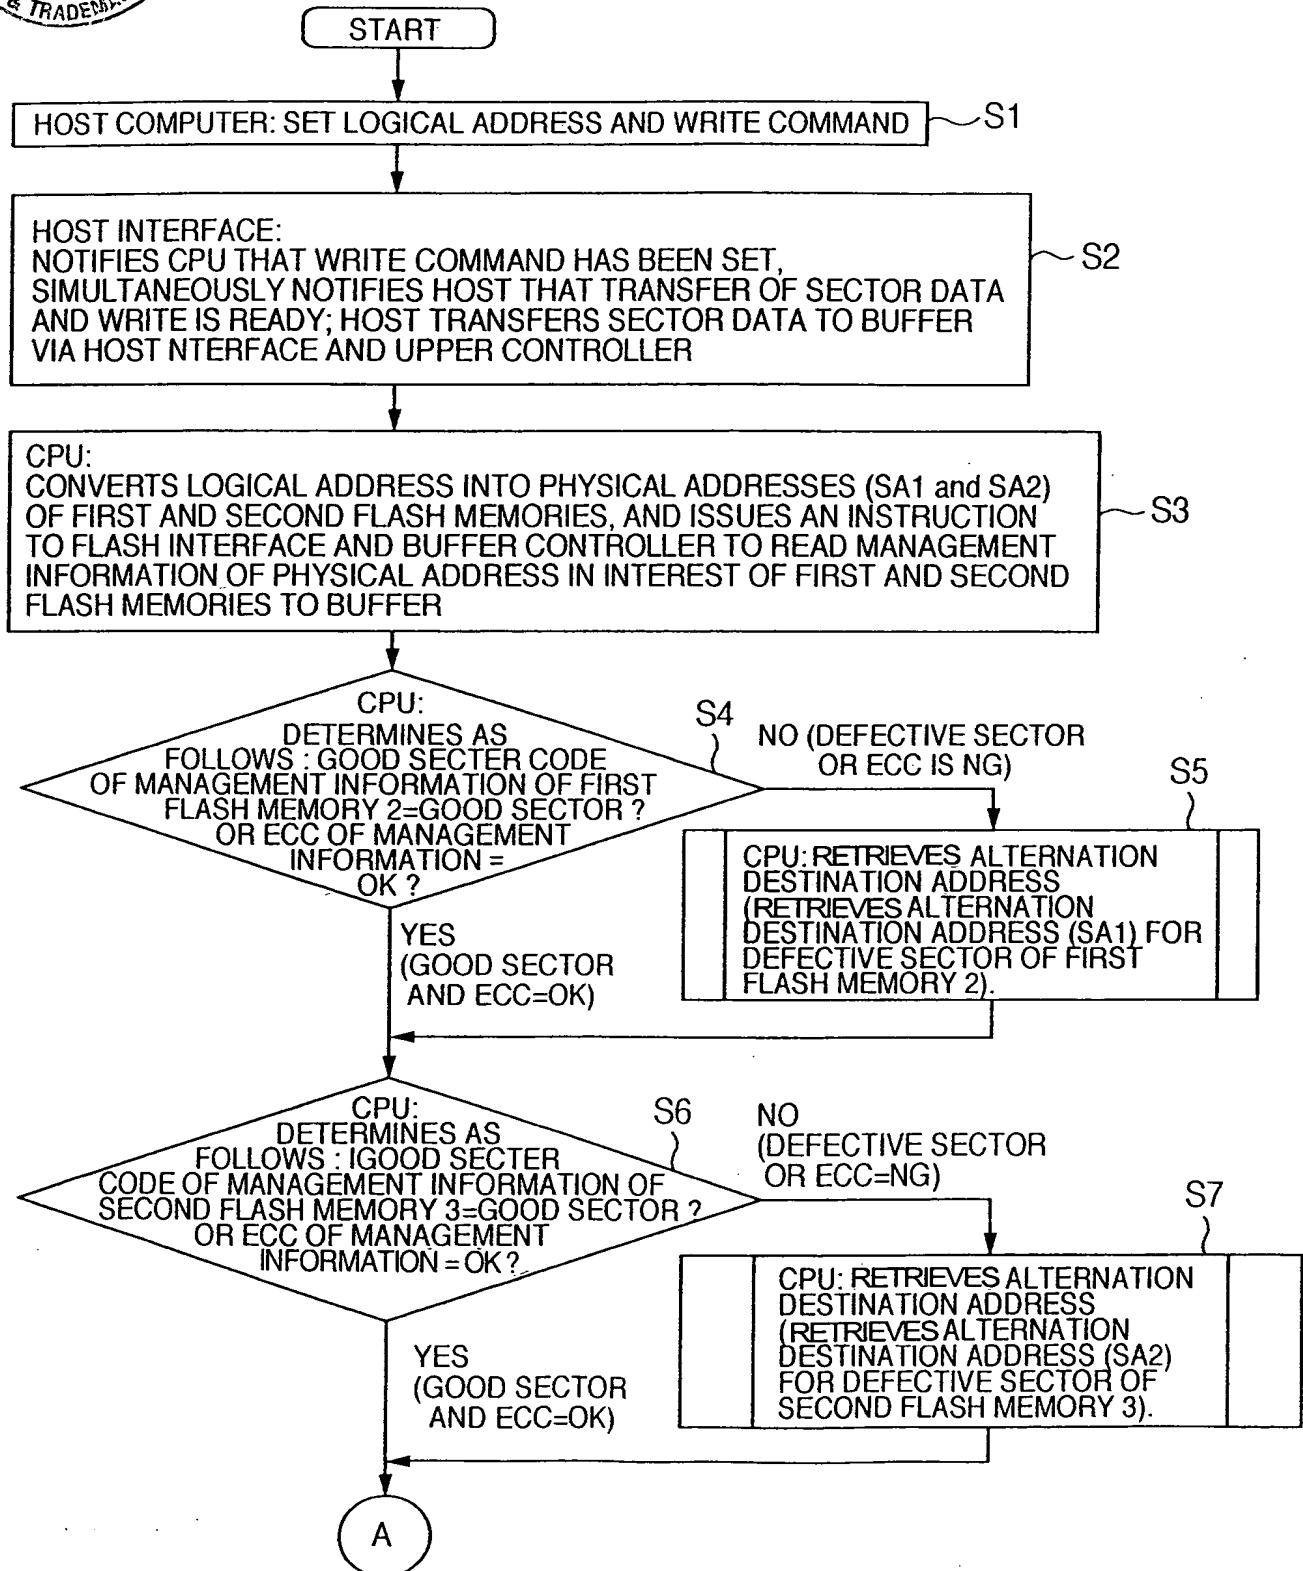 & TRADEM
START
HOST COMPUTER: SET LOGICAL ADDRESS AND WRITE COMMAND
S1
HOST INTERFACE:
NOTIFIES CPU THAT WRITE COMMAND HAS BEEN SET,
SIMULTANEOUSLY NOTIFIES HOST THAT TRANSFER OF SECTOR DATA
AND WRITE IS READY; HOST TRANSFERS SECTOR DATA TO BUFFER
VIA HOST NTERFACE AND UPPER CONTROLLER
S2
CPU:
CONVERTS LOGICAL ADDRESS INTO PHYSICAL ADDRESSES (SA1 and SA2)
OF FIRST AND SECOND FLASH MEMORIES, AND ISSUES AN INSTRUCTION
TO FLASH INTERFACE AND BUFFER CONTROLLER TO READ MANAGEMENT
INFORMATION OF PHYSICAL ADDRESS IN INTEREST OF FIRST AND SECOND
FLASH MEMORIES TO BUFFER
S3
CPU:
DETERMINES AS
FOLLOWS : GOOD SECTER CODE
OF MANAGEMENT INFORMATION OF FIRST
FLASH MEMORY 2=GOOD SECTOR ?
OR ECC OF MANAGEMENT
INFORMATION =
OK ?
S4
NO (DEFECTIVE SECTOR
OR ECC IS NG)
S5
CPU: RETRIEVES ALTERNATION
DESTINATION ADDRESS
(RETRIEVES ALTERNATION
DESTINATION ADDRESS (SA1) FOR
DEFECTIVE SECTOR OF FIRST
FLASH MEMORY 2).
YES
(GOOD SECTOR
AND ECC=OK)
CPU:
DETERMINES AS
FOLLOWS : IGOOD SECTER
CODE OF MANAGEMENT INFORMATION OF
SECOND FLASH MEMORY 3=GOOD SECTOR ?
OR ECC OF MANAGEMENT
INFORMATION = OK ?
S6
NO
(DEFECTIVE SECTOR
OR ECC=NG)
S7
CPU: RETRIEVES ALTERNATION
DESTINATION ADDRESS
(RETRIEVES ALTERNATION
DESTINATION ADDRESS (SA2)
FOR DEFECTIVE SECTOR OF
SECOND FLASH MEMORY 3).
YES
(GOOD SECTOR
AND ECC=OK)
A